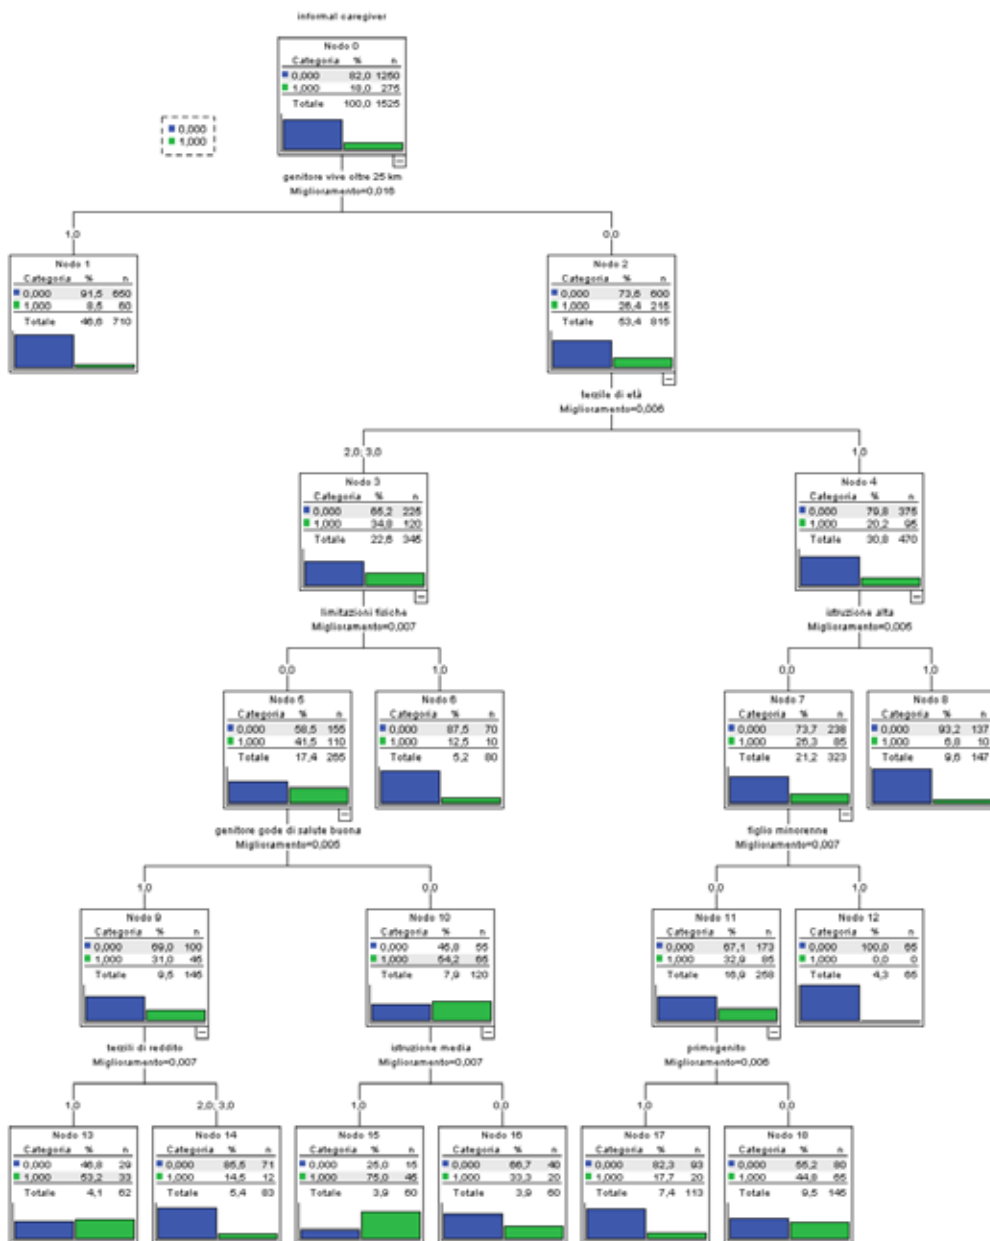 informal caregiver
Nodo 0
Categoria % n
0,000 82,0 1250
1,000 18,0 275
Totale 100,0 1525
0,000
1,000
genitore vive oltre 25 km
Miglioramento=0,016
1,0
0,0
Nodo 1
Categoria % n
0,000 91,5 650
1,000 8,5 60
Totale 46,6 710
Nodo 2
Categoria % n
0,000 73,6 600
1,000 26,4 215
Totale 53,4 815
terzile di età
Miglioramento=0,006
2,0; 3,0
1,0
Nodo 3
Categoria % n
0,000 65,2 225
1,000 34,8 120
Totale 22,6 345
Nodo 4
Categoria % n
0,000 79,8 375
1,000 20,2 95
Totale 30,8 470
limitazioni fisiche
Miglioramento=0,007
istruzione alta
Miglioramento=0,005
0,0
1,0
0,0
1,0
Nodo 5
Categoria % n
0,000 58,5 155
1,000 41,5 110
Totale 17,4 265
Nodo 6
Categoria % n
0,000 87,5 70
1,000 12,5 10
Totale 5,2 80
Nodo 7
Categoria % n
0,000 73,7 238
1,000 26,3 85
Totale 21,2 323
Nodo 8
Categoria % n
0,000 93,2 137
1,000 6,8 10
Totale 9,6 147
genitore gode di salute buona
Miglioramento=0,005
figlio minorenne
Miglioramento=0,007
1,0
0,0
0,0
1,0
Nodo 9
Categoria % n
0,000 69,0 100
1,000 31,0 45
Totale 9,5 145
Nodo 10
Categoria % n
0,000 45,8 55
1,000 54,2 65
Totale 7,9 120
Nodo 11
Categoria % n
0,000 67,1 173
1,000 32,9 85
Totale 16,9 258
Nodo 12
Categoria % n
0,000 100,0 65
1,000 0,0 0
Totale 4,3 65
terzili di reddito
Miglioramento=0,007
istruzione media
Miglioramento=0,007
primogenito
Miglioramento=0,006
1,0
2,0; 3,0
1,0
0,0
1,0
0,0
Nodo 13
Categoria % n
0,000 46,8 29
1,000 53,2 33
Totale 4,1 62
Nodo 14
Categoria % n
0,000 85,5 71
1,000 14,5 12
Totale 5,4 83
Nodo 15
Categoria % n
0,000 25,0 15
1,000 75,0 45
Totale 3,9 60
Nodo 16
Categoria % n
0,000 66,7 40
1,000 33,3 20
Totale 3,9 60
Nodo 17
Categoria % n
0,000 82,3 93
1,000 17,7 20
Totale 7,4 113
Nodo 18
Categoria % n
0,000 55,2 80
1,000 44,8 65
Totale 9,5 145